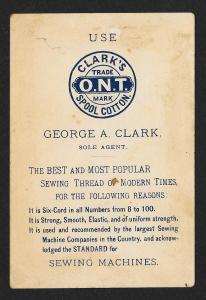 USE
CLARK'S
TRADE
O.N.T.
MARK
SPOOL COTTON.
GEORGE A. CLARK,
SOLE AGENT.
THE BEST AND MOST POPULAR
SEWING THREAD OF MODERN TIMES,
FOR THE FOLLOWING REASONS:
It is Six-Cord in all Numbers from 8 to 100.
It is Strong, Smooth, Elastic, and of uniform strength.
It is used and recommended by the largest Sewing
Machine Companies in the Country, and acknow-
ledged the STANDARD for
SEWING MACHINES.